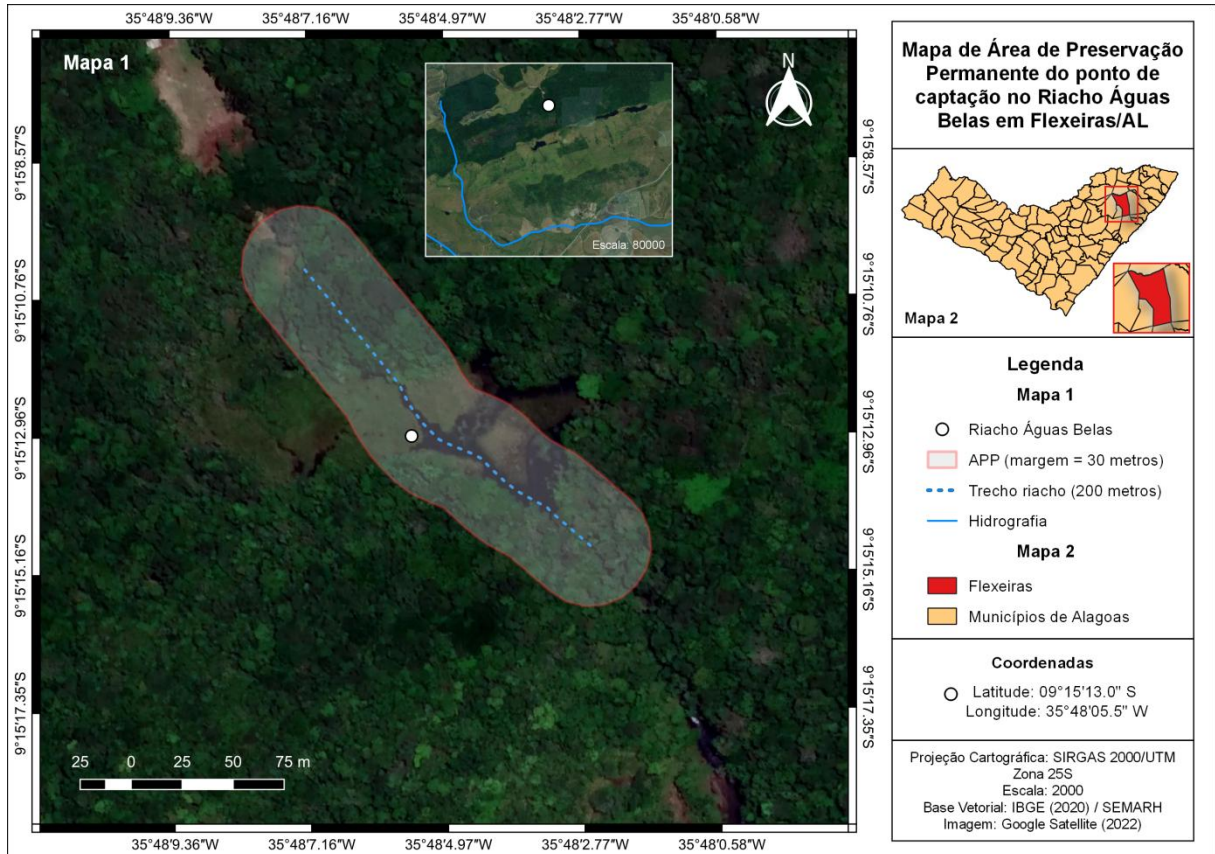 35°48'9.36"W 35°48'7.16"W 35°48'4.97"W 35°48'2.77"W 35°48'0.58"W
Mapa 1
N
Escala: 80000
9°15'8.57"S
9°15'10.76"S
9°15'12.96"S
9°15'15.16"S
9°15'17.35"S
9°15'8.57"S
9°15'10.76"S
9°15'12.96"S
9°15'15.16"S
9°15'17.35"S
25 0 25 50 75 m
35°48'9.36"W 35°48'7.16"W 35°48'4.97"W 35°48'2.77"W 35°48'0.58"W
Mapa de Área de Preservação
Permanente do ponto de
captação no Riacho Águas
Belas em Flexeiras/AL
Mapa 2
Legenda
Mapa 1
Riacho Águas Belas
APP (margem = 30 metros)
Trecho riacho (200 metros)
Hidrografia
Mapa 2
Flexeiras
Municípios de Alagoas
Coordenadas
Latitude: 09°15'13.0" S
Longitude: 35°48'05.5" W
Projeção Cartográfica: SIRGAS 2000/UTM
Zona 25S
Escala: 2000
Base Vetorial: IBGE (2020) / SEMARH
Imagem: Google Satellite (2022)